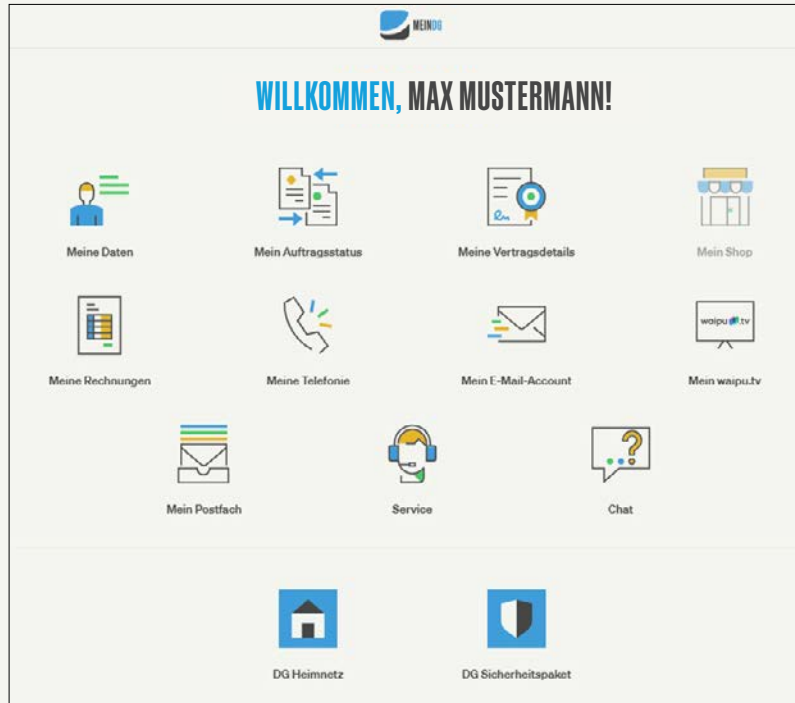 MEINDG
WILLKOMMEN, MAX MUSTERMANN!
Meine Daten
Mein Auftragsstatus
Meine Vertragsdetails
Mein Shop
waipu.tv
Meine Rechnungen
Meine Telefonie
Mein E-Mail-Account
Mein waipu.tv
Mein Postfach
Service
Chat
DG Heimnetz
DG Sicherheitspaket